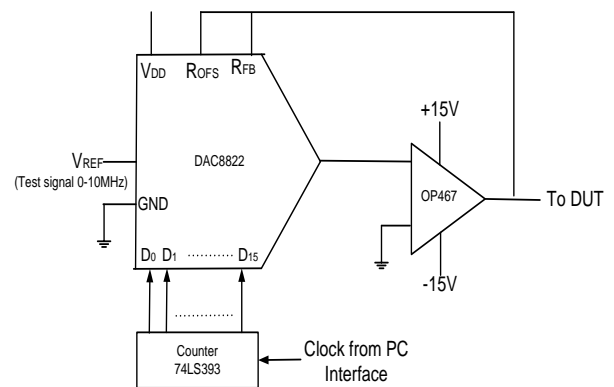 VDD ROFS RFB
+15V
VREF
(Test signal 0-10MHz)
DAC8822
OP467
To DUT
GND
-15V
D0 D1 .......... D15
..............
Counter
74LS393
Clock from PC
Interface